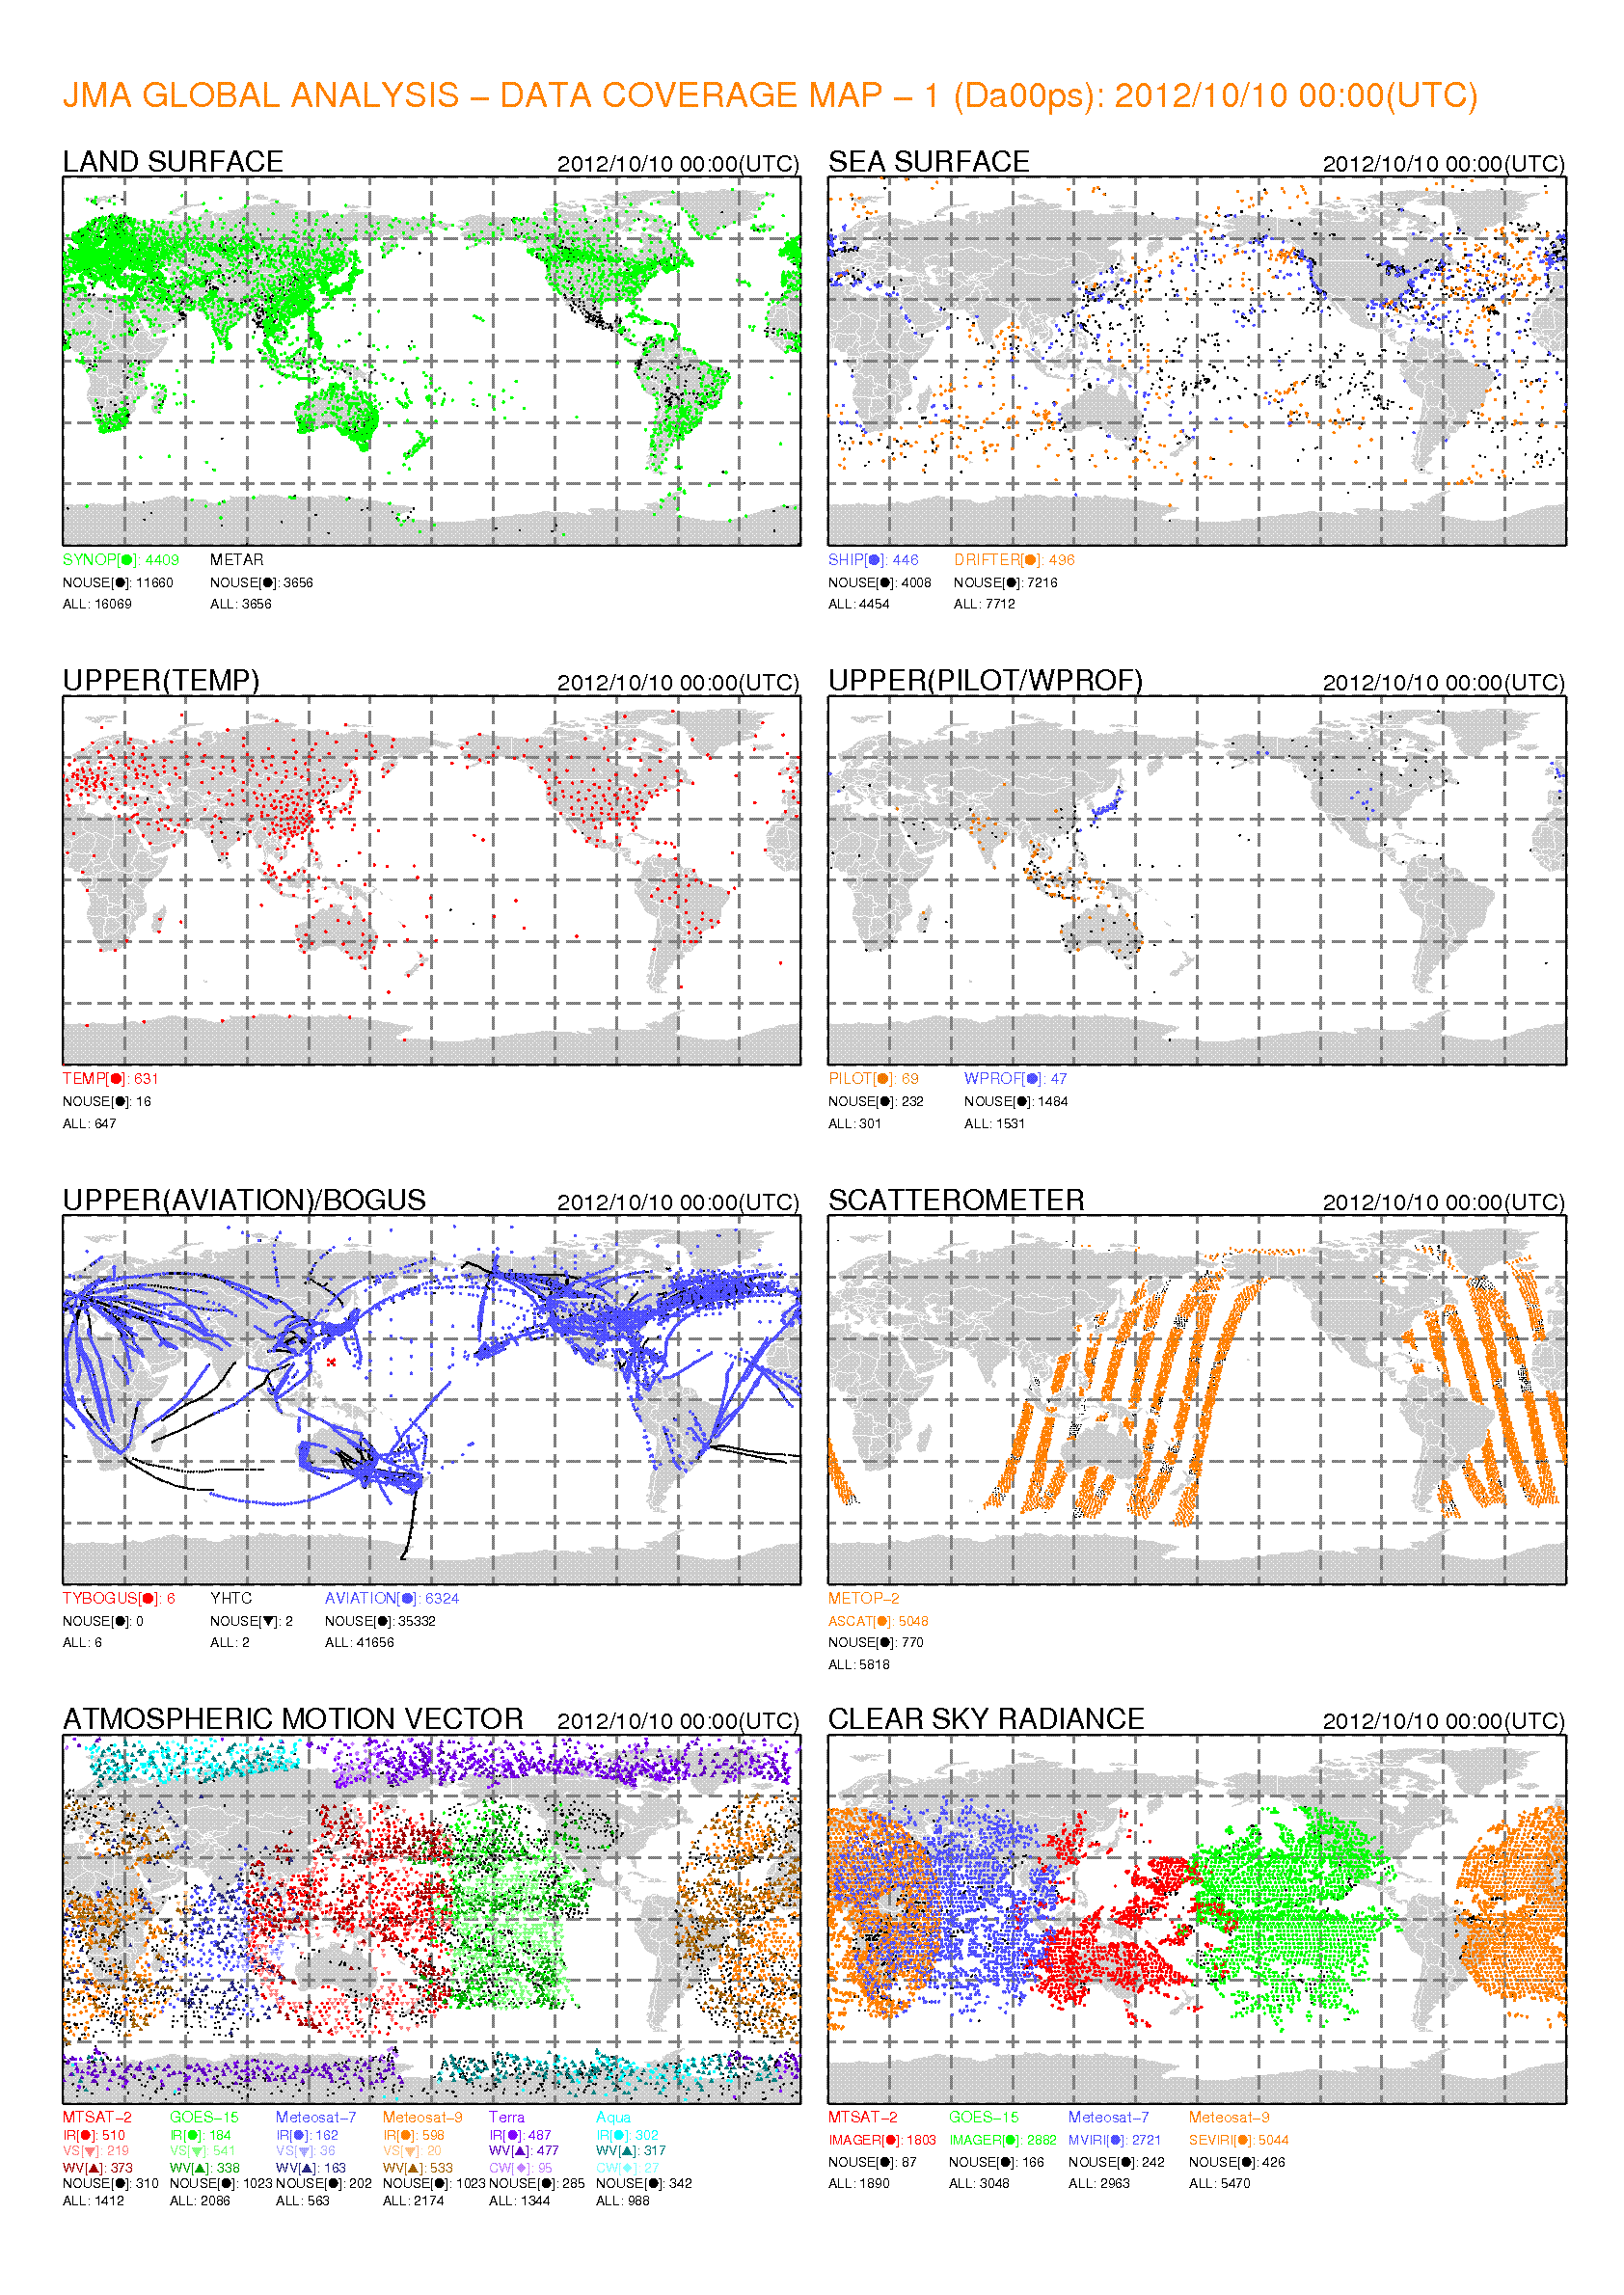 JMA GLOBAL ANALYSIS – DATA COVERAGE MAP – 1 (Da00ps): 2012/10/10 00:00(UTC)
LAND SURFACE 2012/10/10 00:00(UTC)
SYNOP[●]: 4409 METAR
NOUSE[●]: 11660 NOUSE[●]: 3656
ALL: 16069 ALL: 3656
SEA SURFACE 2012/10/10 00:00(UTC)
SHIP[●]: 446 DRIFTER[●]: 496
NOUSE[●]: 4008 NOUSE[●]: 7216
ALL: 4454 ALL: 7712
UPPER(TEMP) 2012/10/10 00:00(UTC)
TEMP[●]: 631
NOUSE[●]: 16
ALL: 647
UPPER(PILOT/WPROF) 2012/10/10 00:00(UTC)
PILOT[●]: 69 WPROF[●]: 47
NOUSE[●]: 232 NOUSE[●]: 1484
ALL: 301 ALL: 1531
UPPER(AVIATION)/BOGUS 2012/10/10 00:00(UTC)
TYBOGUS[●]: 6 YHTC AVIATION[●]: 6324
NOUSE[●]: 0 NOUSE[▼]: 2 NOUSE[●]: 35332
ALL: 6 ALL: 2 ALL: 41656
SCATTEROMETER 2012/10/10 00:00(UTC)
METOP–2
ASCAT[●]: 5048
NOUSE[●]: 770
ALL: 5818
ATMOSPHERIC MOTION VECTOR 2012/10/10 00:00(UTC)
MTSAT–2 GOES–15 Meteosat–7 Meteosat–9 Terra Aqua
IR[●]: 510 IR[●]: 184 IR[●]: 162 IR[●]: 598 IR[●]: 487 IR[●]: 302
VS[▼]: 219 VS[▼]: 541 VS[▼]: 36 VS[▼]: 20 WV[▲]: 477 WV[▲]: 317
WV[▲]: 373 WV[▲]: 338 WV[▲]: 163 WV[▲]: 533 CW[◆]: 95 CW[◆]: 27
NOUSE[●]: 310 NOUSE[●]: 1023 NOUSE[●]: 202 NOUSE[●]: 1023 NOUSE[●]: 285 NOUSE[●]: 342
ALL: 1412 ALL: 2086 ALL: 563 ALL: 2174 ALL: 1344 ALL: 988
CLEAR SKY RADIANCE 2012/10/10 00:00(UTC)
MTSAT–2 GOES–15 Meteosat–7 Meteosat–9
IMAGER[●]: 1803 IMAGER[●]: 2882 MVIRI[●]: 2721 SEVIRI[●]: 5044
NOUSE[●]: 87 NOUSE[●]: 166 NOUSE[●]: 242 NOUSE[●]: 426
ALL: 1890 ALL: 3048 ALL: 2963 ALL: 5470